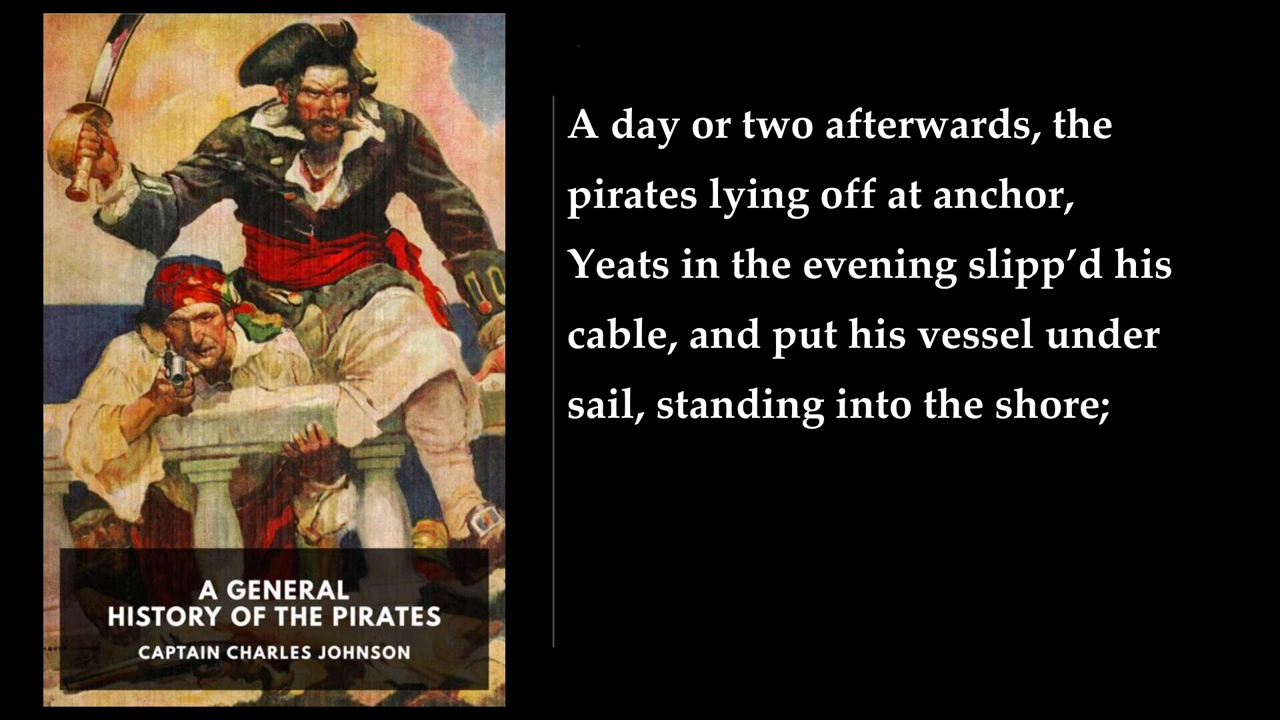 A GENERAL
HISTORY OF THE PIRATES
CAPTAIN CHARLES JOHNSON
A day or two afterwards, the
pirates lying off at anchor,
Yeats in the evening slipp’d his
cable, and put his vessel under
sail, standing into the shore;